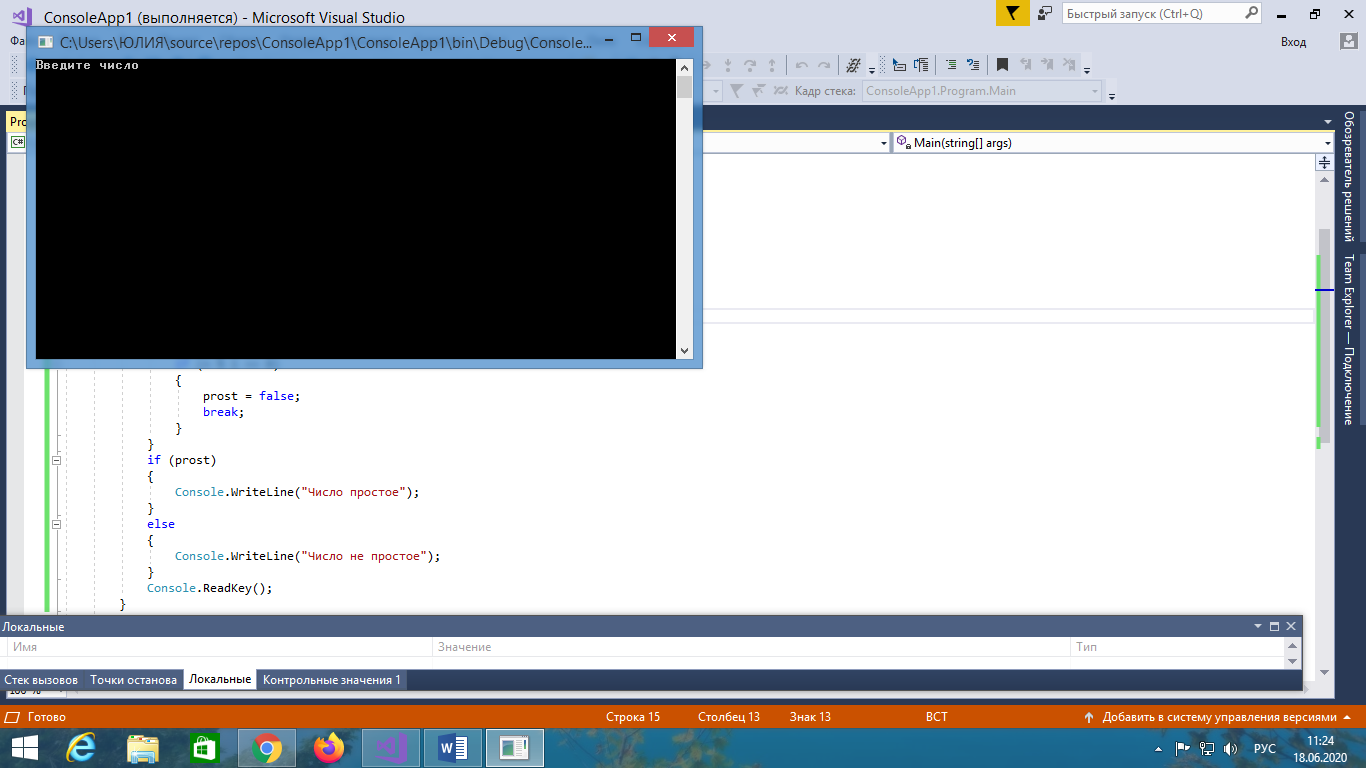 ConsoleApp1 (выполняется) - Microsoft Visual Studio
Быстрый запуск (Ctrl+Q)
Вход
C:\Users\ЮЛИЯ\source\repos\ConsoleApp1\ConsoleApp1\bin\Debug\Console...
Введите число
Кадр стека:
ConsoleApp1.Program.Main
C#
Main(string[] args)
{
prost = false;
break;
}
}
if (prost)
{
Console.WriteLine("Число простое");
}
else
{
Console.WriteLine("Число не простое");
}
Console.ReadKey();
}
Обозреватель решений
Team Explorer — Подключение
Локальные
Имя
Значение
Тип
Стек вызовов
Точки останова
Локальные
Контрольные значения 1
100 %
Готово
Строка 15
Столбец 13
Знак 13
ВСТ
Добавить в систему управления версиями
РУС
11:24
18.06.2020